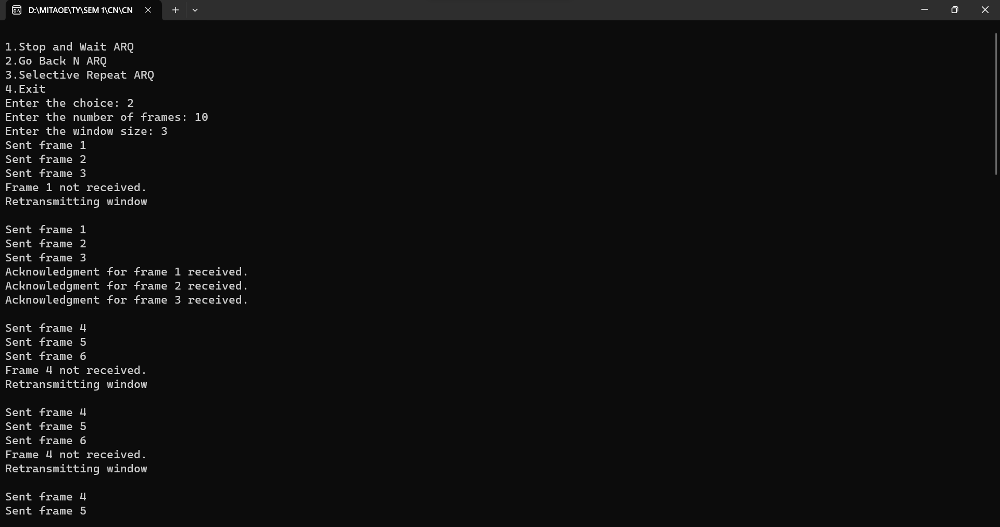 D:\MITAOE\TY\SEM 1\CN\CN
1.Stop and Wait ARQ
2.Go Back N ARQ
3.Selective Repeat ARQ
4.Exit
Enter the choice: 2
Enter the number of frames: 10
Enter the window size: 3
Sent frame 1
Sent frame 2
Sent frame 3
Frame 1 not received.
Retransmitting window
Sent frame 1
Sent frame 2
Sent frame 3
Acknowledgment for frame 1 received.
Acknowledgment for frame 2 received.
Acknowledgment for frame 3 received.
Sent frame 4
Sent frame 5
Sent frame 6
Frame 4 not received.
Retransmitting window
Sent frame 4
Sent frame 5
Sent frame 6
Frame 4 not received.
Retransmitting window
Sent frame 4
Sent frame 5